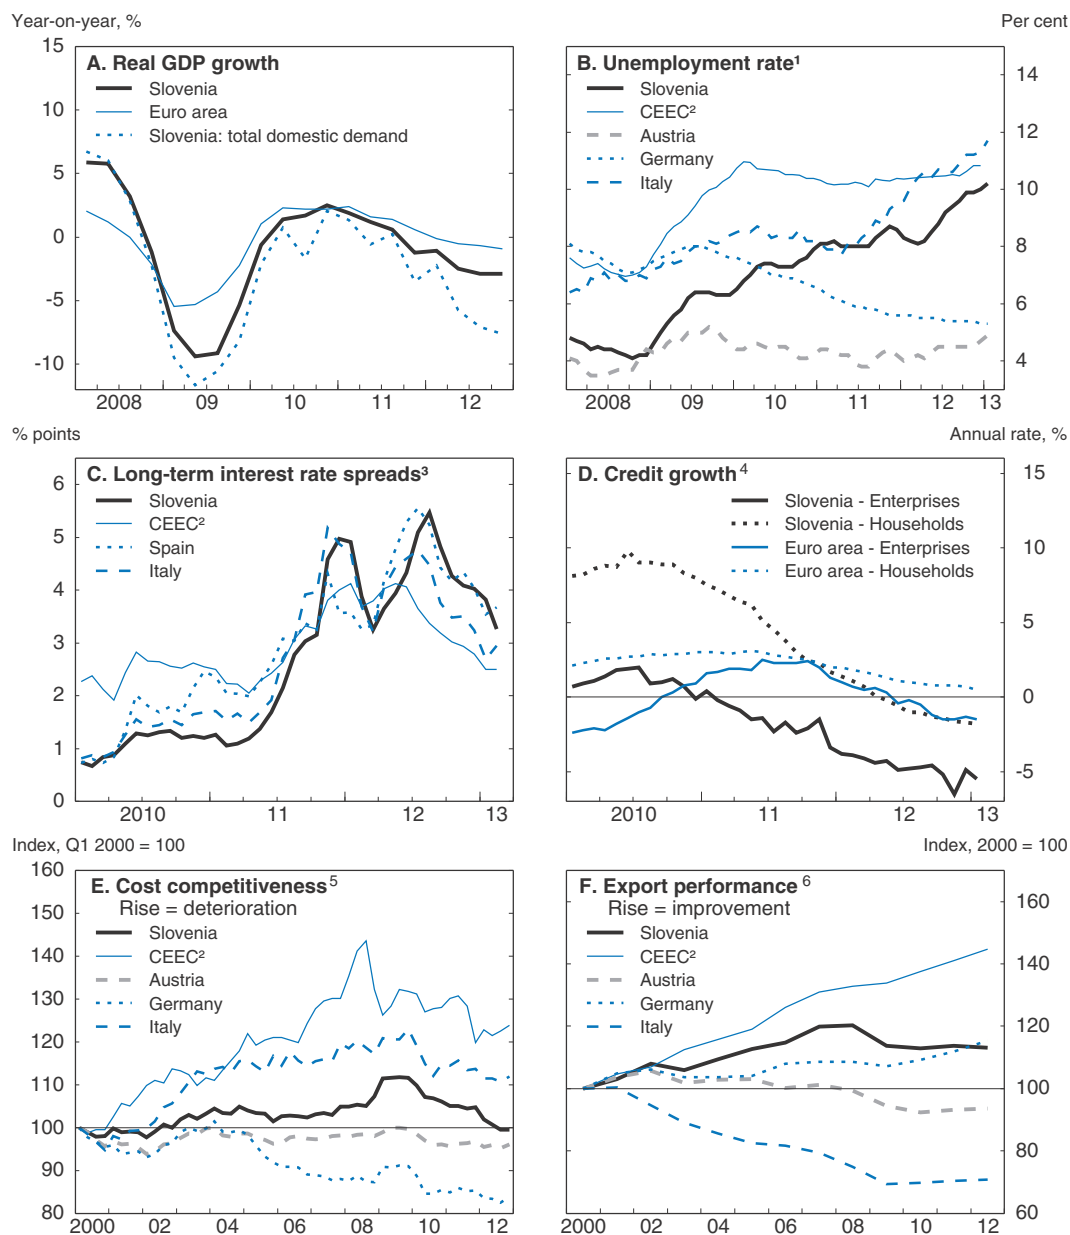 Year-on-year, %
Per cent
15
10
5
0
-5
-10
A. Real GDP growth
Slovenia
Euro area
Slovenia: total domestic demand
2008
09
10
11
12
B. Unemployment rate¹
Slovenia
CEEC²
Austria
Germany
Italy
14
12
10
8
6
4
2008
09
10
11
12
13
% points
Annual rate, %
6
5
4
3
2
1
0
C. Long-term interest rate spreads³
Slovenia
CEEC²
Spain
Italy
2010
11
12
13
D. Credit growth⁴
Slovenia - Enterprises
Slovenia - Households
Euro area - Enterprises
Euro area - Households
15
10
5
0
-5
2010
11
12
13
Index, Q1 2000 = 100
Index, 2000 = 100
160
150
140
130
120
110
100
90
80
E. Cost competitiveness⁵
Rise = deterioration
Slovenia
CEEC²
Austria
Germany
Italy
2000
02
04
06
08
10
12
F. Export performance⁶
Rise = improvement
Slovenia
CEEC²
Austria
Germany
Italy
160
140
120
100
80
60
2000
02
04
06
08
10
12